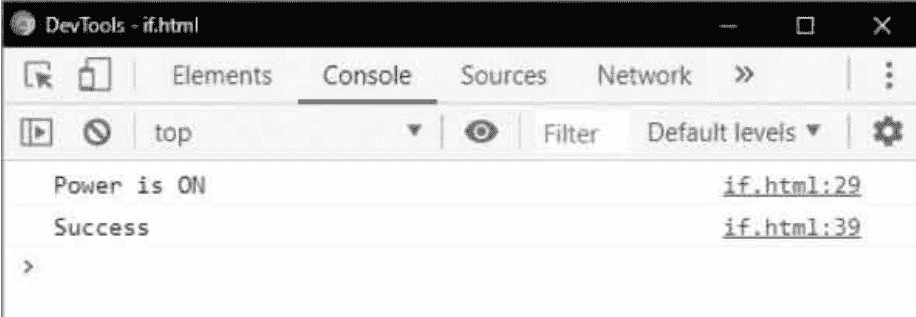 DevTools - if.html
Elements Console Sources Network »
top Filter Default levels
Power is ON if.html:29
Success if.html:39
>